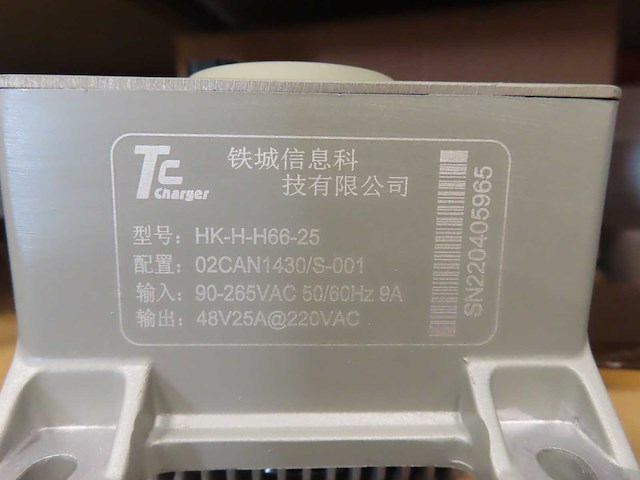 TC
Charger
铁城信息科
技有限公司
型号: HK-H-H66-25
配置: 02CAN1430/S-001
输入: 90-265VAC 50/60Hz 9A
输出: 48V25A@220VAC
SN220405965